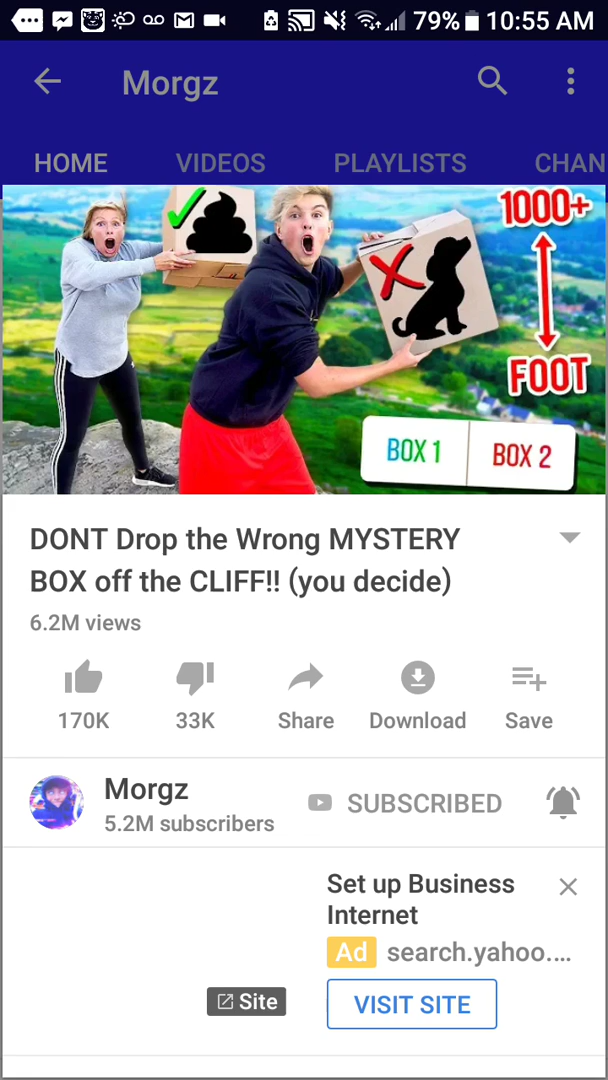 79% 10:55 AM
Morgz
HOME VIDEOS PLAYLISTS CHAN
1000+
FOOT
BOX 1 BOX 2
DONT Drop the Wrong MYSTERY
BOX off the CLIFF!! (you decide)
6.2M views
170K 33K Share Download Save
Morgz
SUBSCRIBED
5.2M subscribers
Set up Business
Internet
Ad search.yahoo....
Site
VISIT SITE